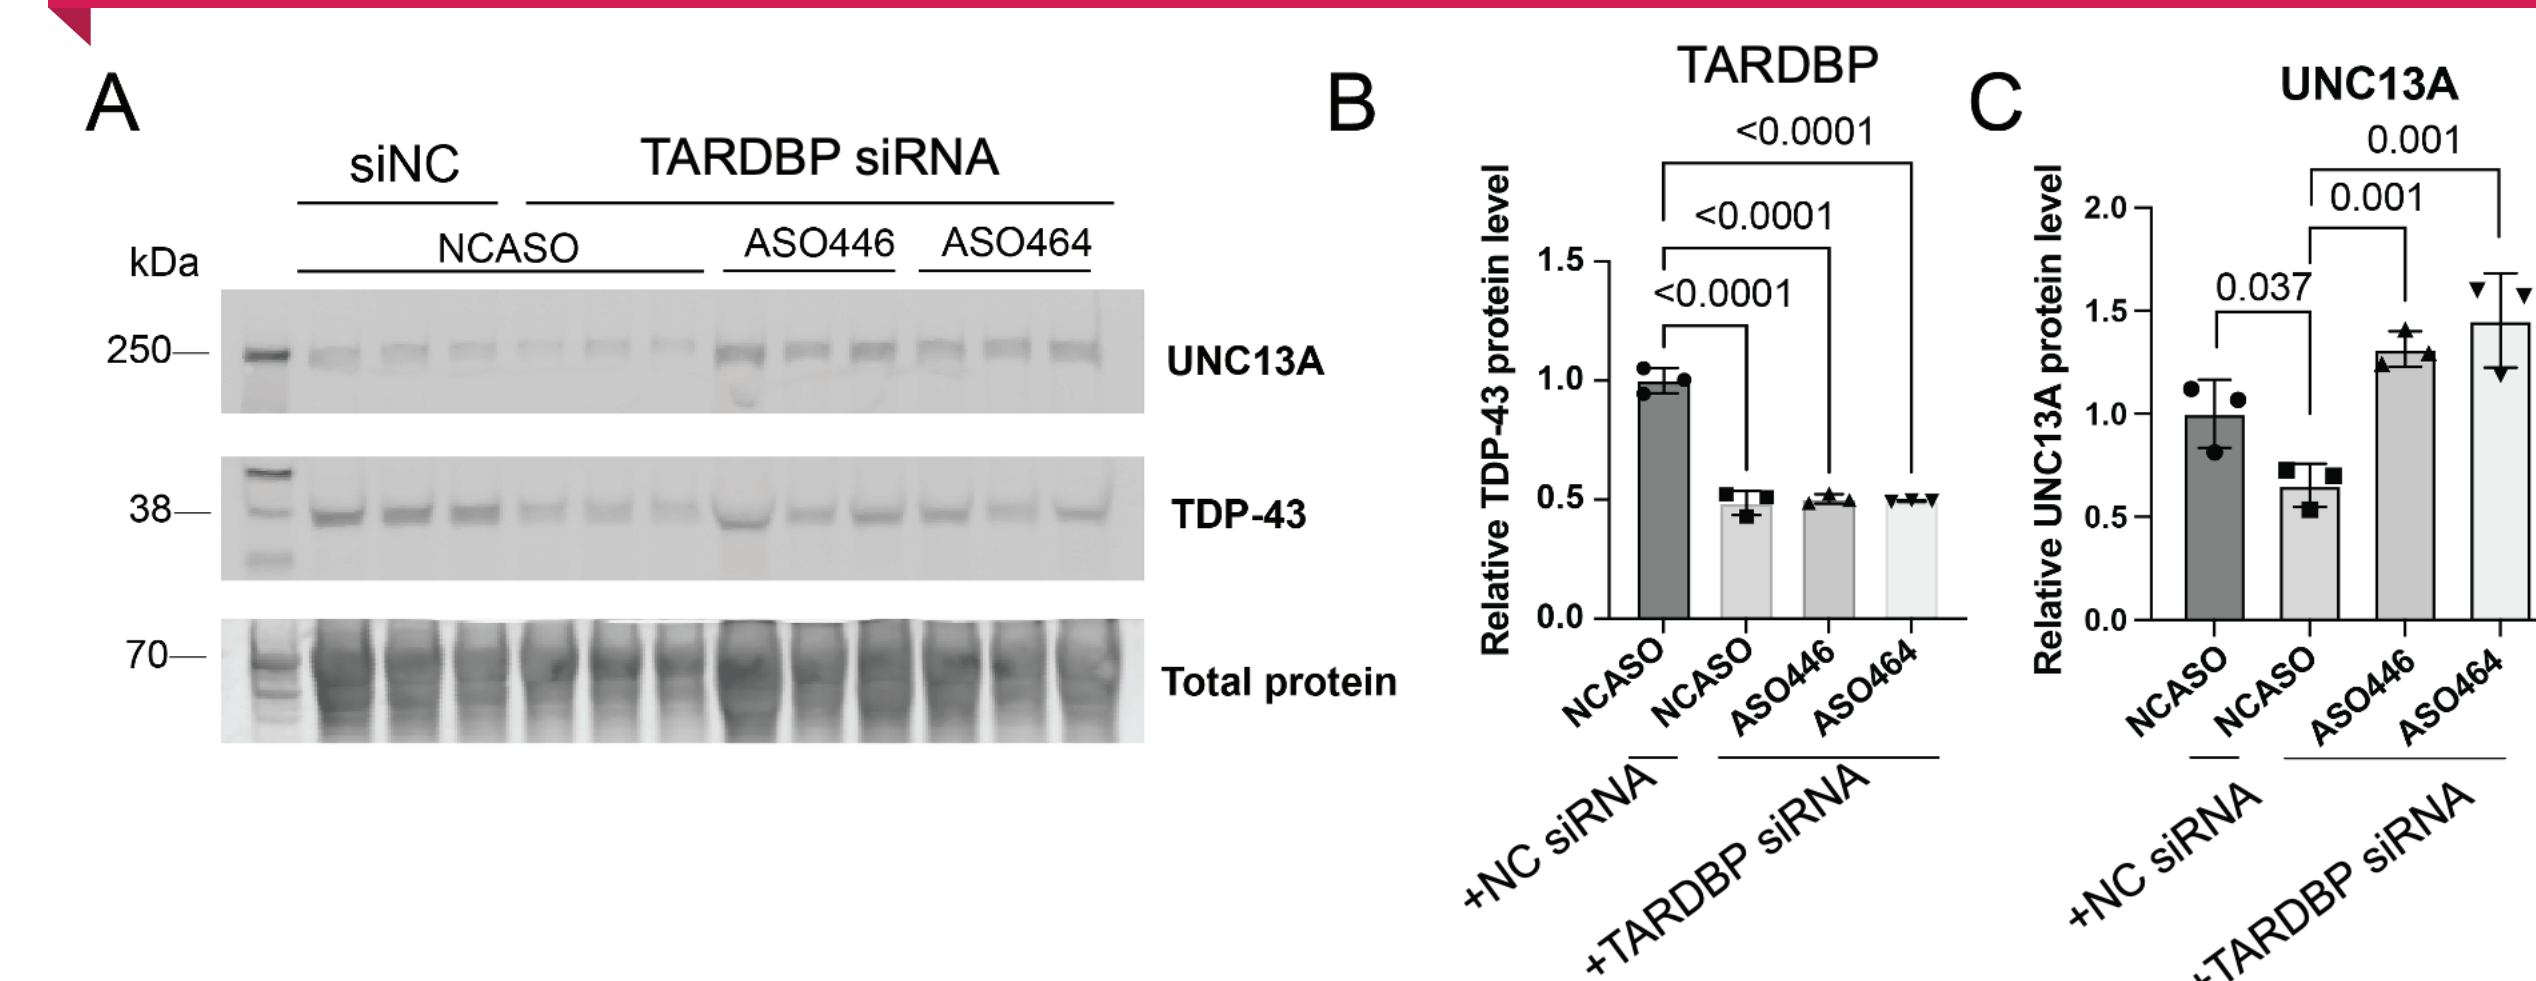 A
siNC
TARDBP siRNA
NCASO
ASO446
ASO464
kDa
250
UNC13A
38
TDP-43
70
Total protein
B
TARDBP
<0.0001
<0.0001
<0.0001
Relative TDP-43 protein level
1.5
1.0
0.5
0.0
NCASO
NCASO
ASO446
ASO464
+NC siRNA
+TARDBP siRNA
C
UNC13A
0.001
0.001
0.037
Relative UNC13A protein level
2.0
1.5
1.0
0.5
0.0
NCASO
NCASO
ASO446
ASO464
+NC siRNA
+TARDBP siRNA